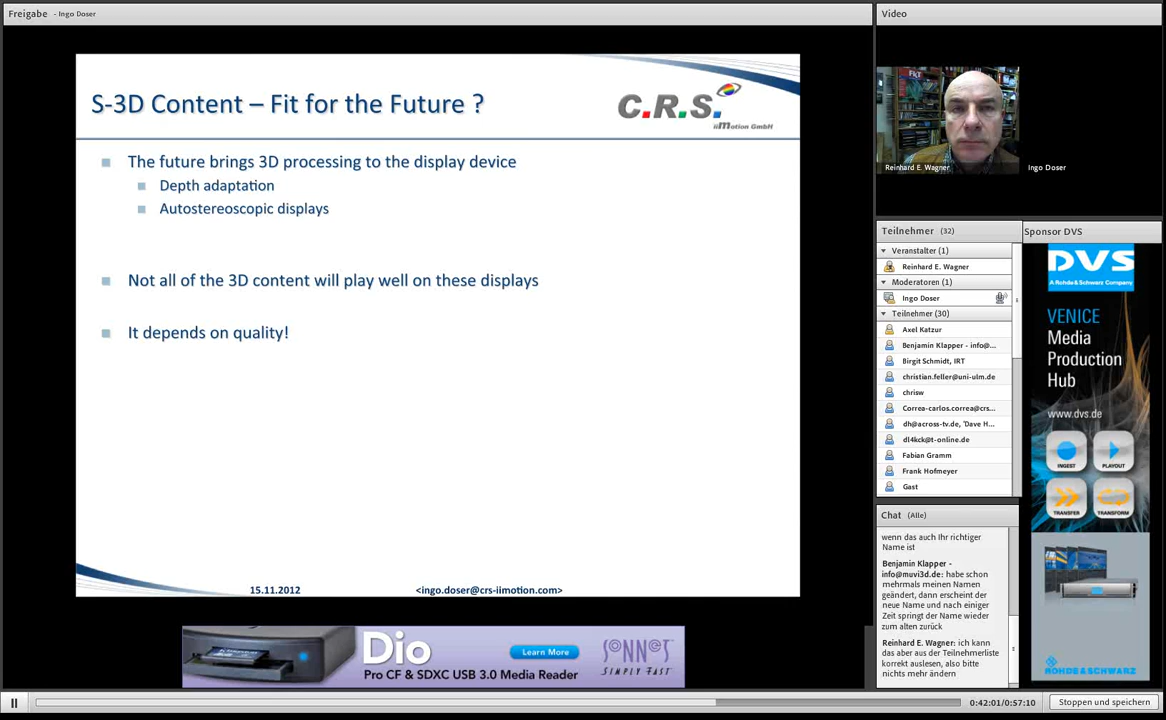 Freigabe - Ingo Doser
S-3D Content – Fit for the Future ?
C.R.S.
iiMotion GmbH
The future brings 3D processing to the display device
Depth adaptation
Autostereoscopic displays
Not all of the 3D content will play well on these displays
It depends on quality!
15.11.2012
<ingo.doser@crs-iimotion.com>
Dio
Pro CF & SDXC USB 3.0 Media Reader
Learn More
SONNET
SIMPLY FAST
Video
Reinhard E. Wagner
Ingo Doser
Teilnehmer (32)
Veranstalter (1)
Reinhard E. Wagner
Moderatoren (1)
Ingo Doser
Teilnehmer (30)
Axel Katzur
Benjamin Klapper - info@...
Birgit Schmidt, IRT
christian.feller@uni-ulm.de
chrisw
Correa-carlos.correa@crs...
dh@across-tv.de, 'Dave H...
dl4kck@t-online.de
Fabian Gramm
Frank Hofmeyer
Gast
Chat (Alle)
wenn das auch Ihr richtiger
Name ist
Benjamin Klapper -
info@muvi3d.de: habe schon
mehrmals meinen Namen
geändert, dann erscheint der
neue Name und nach einiger
Zeit springt der Name wieder
zum alten zurück
Reinhard E. Wagner: ich kann
das aber aus der Teilnehmerliste
korrekt auslesen, also bitte
nichts mehr ändern
Sponsor DVS
DVS
A Rohde&Schwarz Company
VENICE
Media
Production
Hub
www.dvs.de
INGEST
PLAYOUT
TRANSFER
TRANSFORM
ROHDE&SCHWARZ
0:42:01/0:57:10
Stoppen und speichern